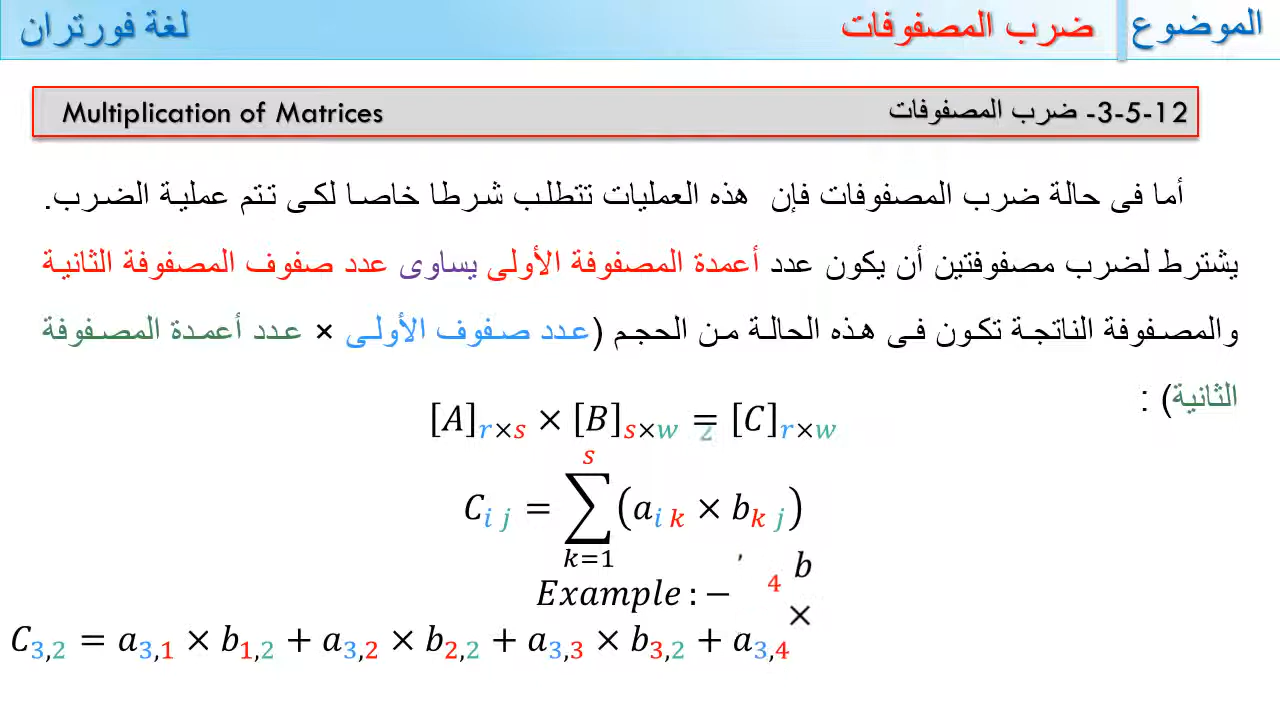 الموضوع ضرب المصفوفات لغة فورتران
3-5-12- ضرب المصفوفات Multiplication of Matrices
أما فى حالة ضرب المصفوفات فإن هذه العمليات تتطلب شرطا خاصا لكى تتم عملية الضرب.
يشترط لضرب مصفوفتين أن يكون عدد أعمدة المصفوفة الأولى يساوى عدد صفوف المصفوفة الثانية
والمصفوفة الناتجة تكون فى هذه الحالة من الحجم (عدد صفوف الأولى × عدد أعمدة المصفوفة
الثانية) :
[A]r×s × [B]s×w = [C]r×w
2
s
Ci j = ∑ (ai k × bk j)
k=1
b
4
Example : −
×
C3,2 = a3,1 × b1,2 + a3,2 × b2,2 + a3,3 × b3,2 + a3,4